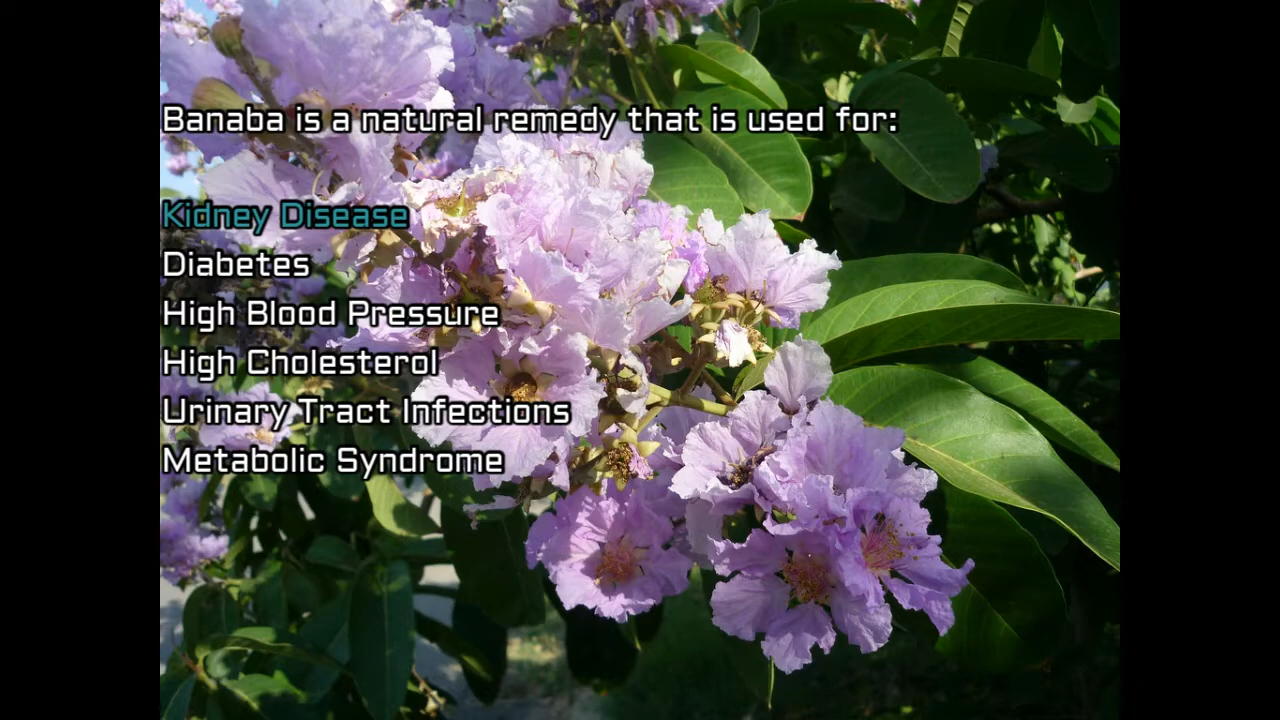 Banaba is a natural remedy that is used for:
Kidney Disease
Diabetes
High Blood Pressure
High Cholesterol
Urinary Tract Infections
Metabolic Syndrome